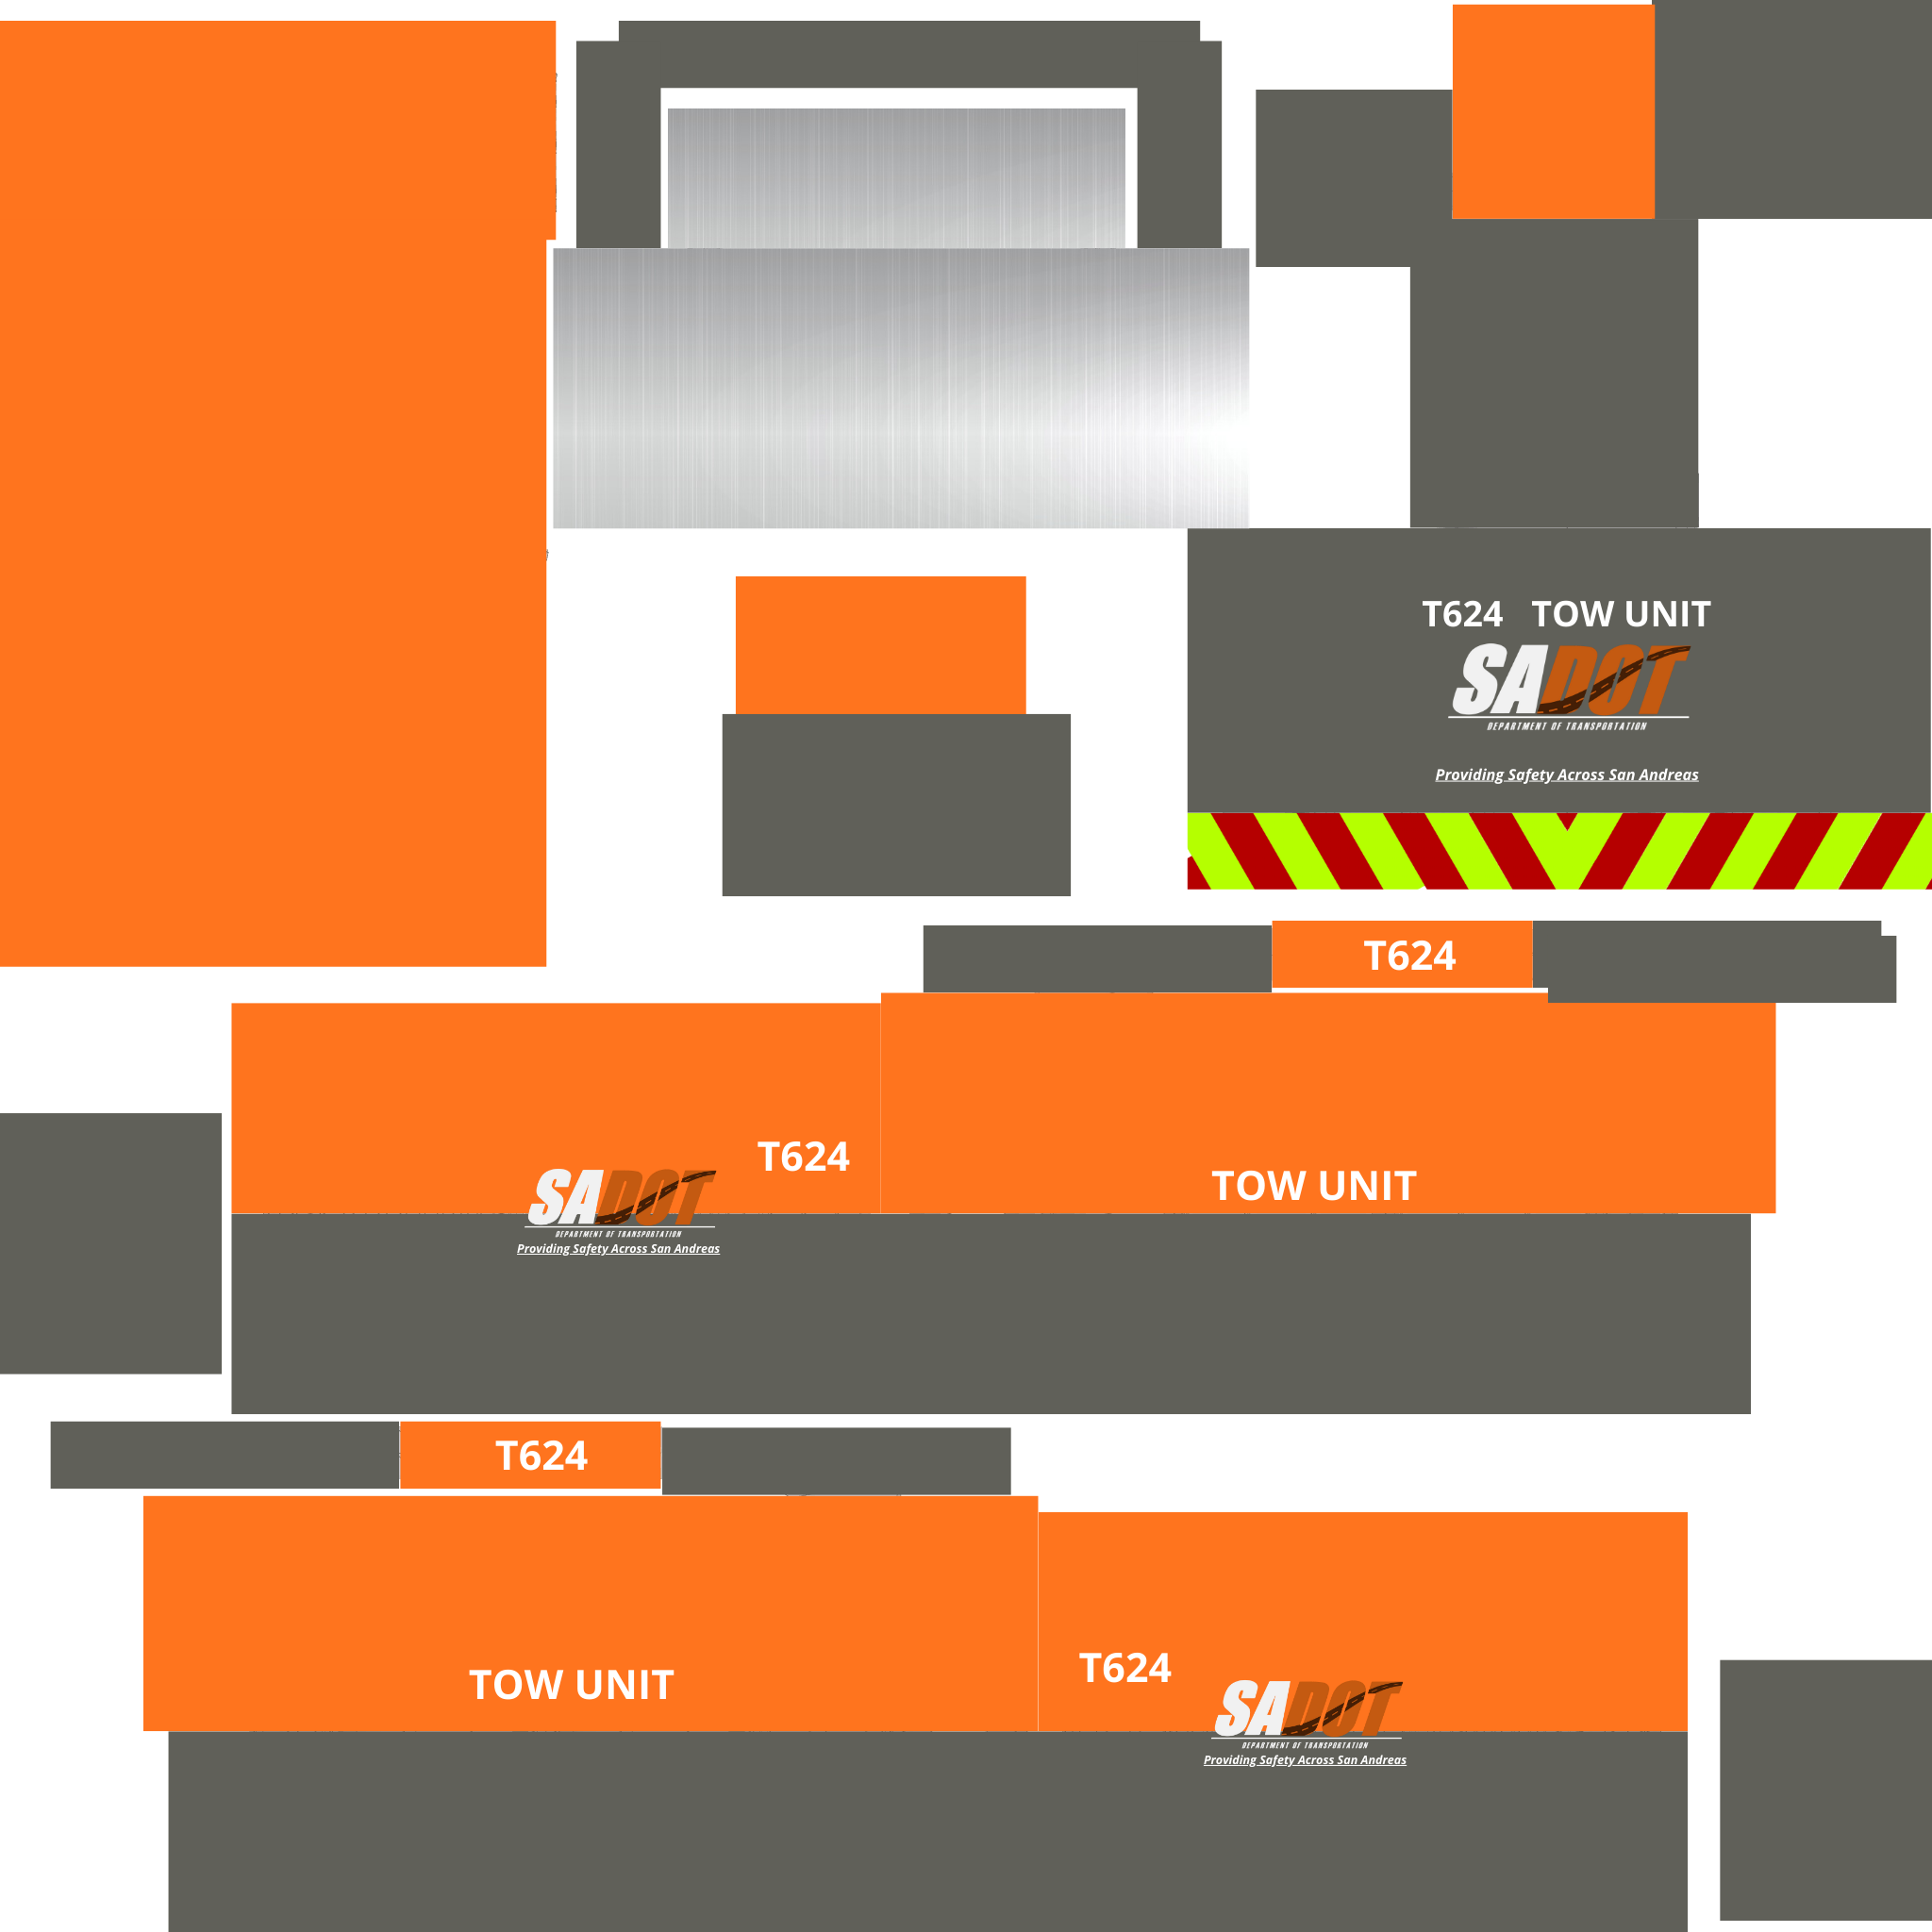 T624 TOW UNIT
SADOT
DEPARTMENT OF TRANSPORTATION
Providing Safety Across San Andreas
T624
T624
TOW UNIT
SADOT
DEPARTMENT OF TRANSPORTATION
Providing Safety Across San Andreas
T624
T624
TOW UNIT
SADOT
DEPARTMENT OF TRANSPORTATION
Providing Safety Across San Andreas